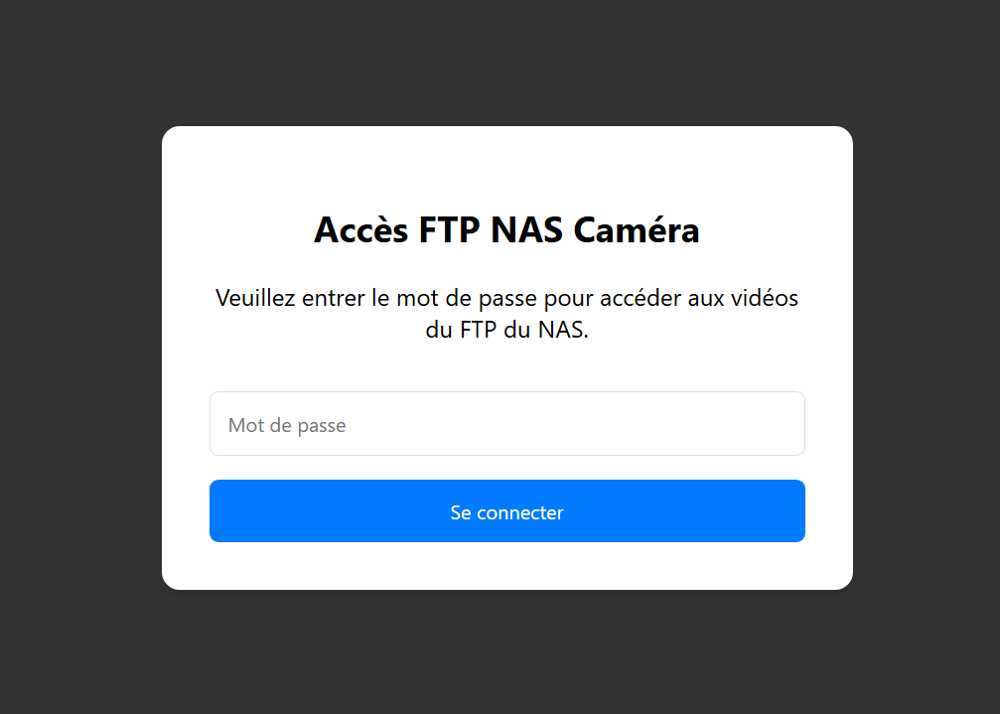 Accès FTP NAS Caméra
Veuillez entrer le mot de passe pour accéder aux vidéos
du FTP du NAS.
Mot de passe
Se connecter